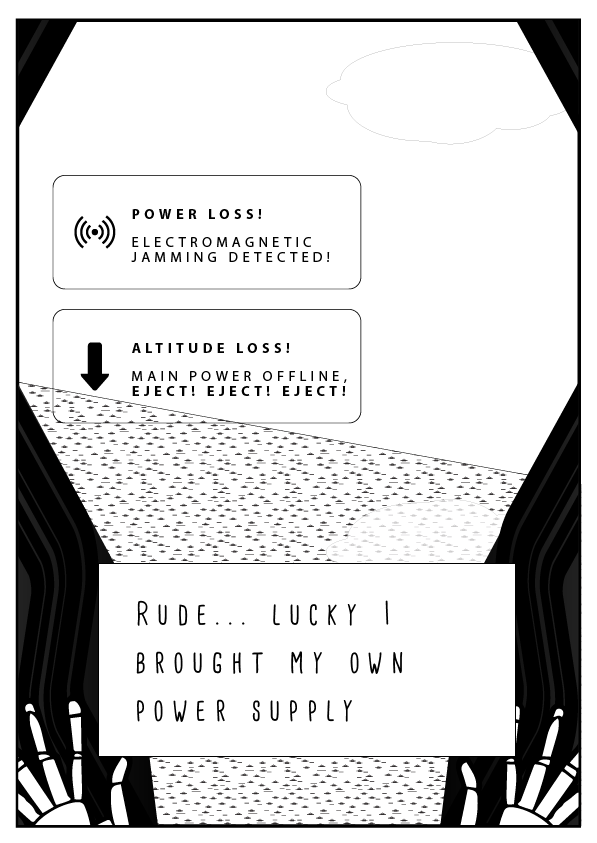 POWER LOSS!
ELECTROMAGNETIC
JAMMING DETECTED!
ALTITUDE LOSS!
MAIN POWER OFFLINE,
EJECT! EJECT! EJECT!
RUDE... LUCKY I
BROUGHT MY OWN
POWER SUPPLY